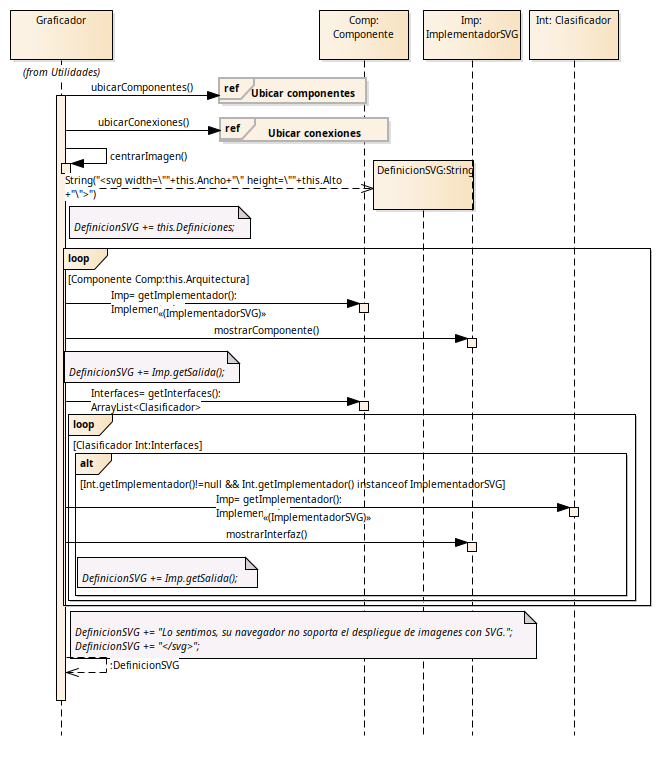 Graficador
Comp:
Componente
Imp:
ImplementadorSVG
Int: Clasificador
(from Utilidades)
ubicarComponentes()
ref
Ubicar componentes
ubicarConexiones()
ref
Ubicar conexiones
centrarImagen()
DefinicionSVG:String
String("<svg width=\""+this.Ancho+"\" height=\""+this.Alto
+"\">")
DefinicionSVG += this.Definiciones;
loop
[Componente Comp:this.Arquitectura]
Imp= getImplementador():
«(ImplementadorSVG)»
mostrarComponente()
DefinicionSVG += Imp.getSalida();
Interfaces= getInterfaces():
ArrayList<Clasificador>
loop
[Clasificador Int:Interfaces]
alt
[Int.getImplementador()!=null && Int.getImplementador() instanceof ImplementadorSVG]
Imp= getImplementador():
«(ImplementadorSVG)»
mostrarInterfaz()
DefinicionSVG += Imp.getSalida();
DefinicionSVG += "Lo sentimos, su navegador no soporta el despliegue de imagenes con SVG.";
DefinicionSVG += "</svg>";
:DefinicionSVG